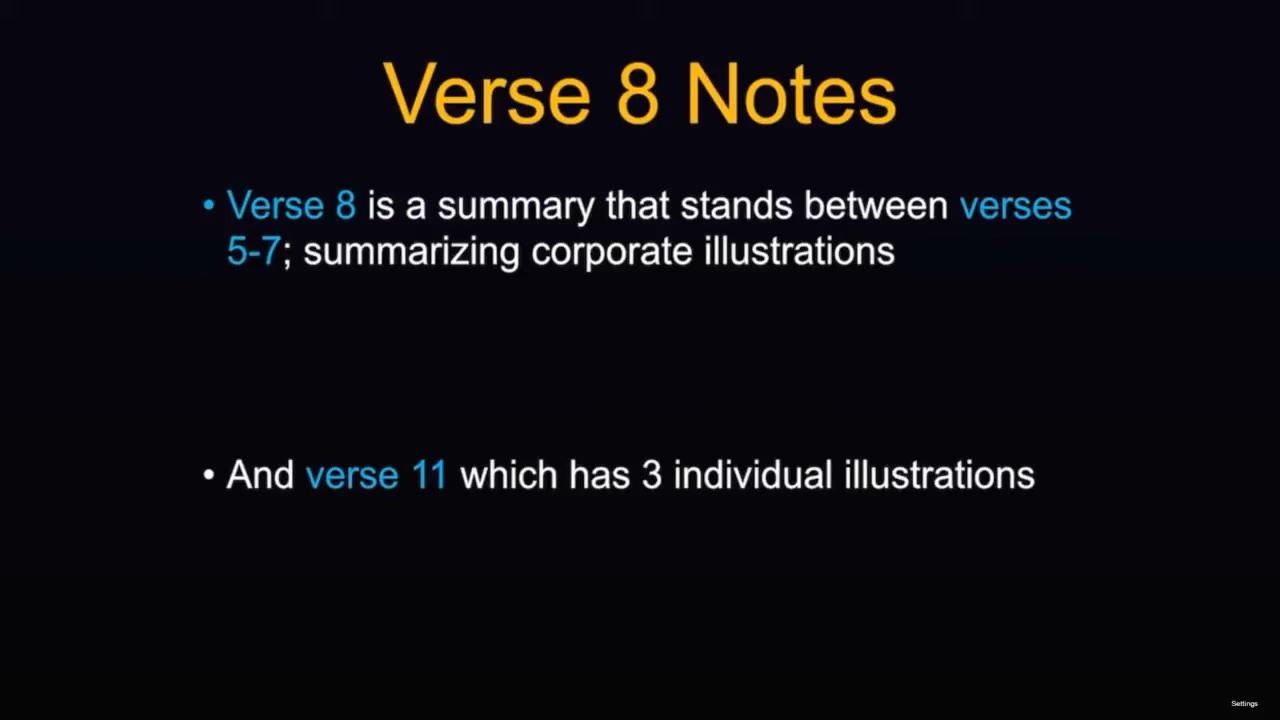 Verse 8 Notes
• Verse 8 is a summary that stands between verses
5-7; summarizing corporate illustrations
• And verse 11 which has 3 individual illustrations
Settings